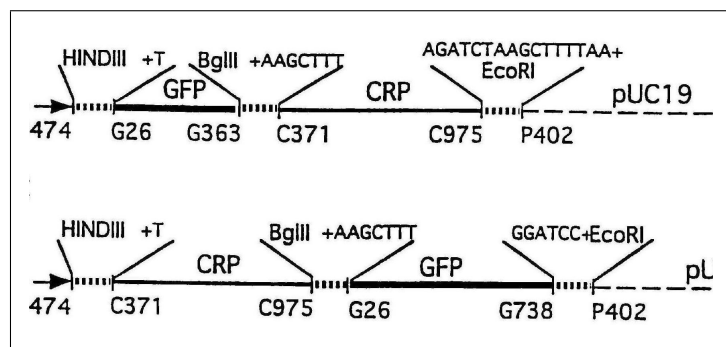 HINDIII +T BglII +AAGCTTT AGATCTAAGCTTTTAA+
EcoRI
GFP CRP pUC19
474 G26 G363 C371 C975 P402
HINDIII +T BglII +AAGCTTT GGATCC+EcoRI
CRP GFP pU
474 C371 C975 G26 G738 P402